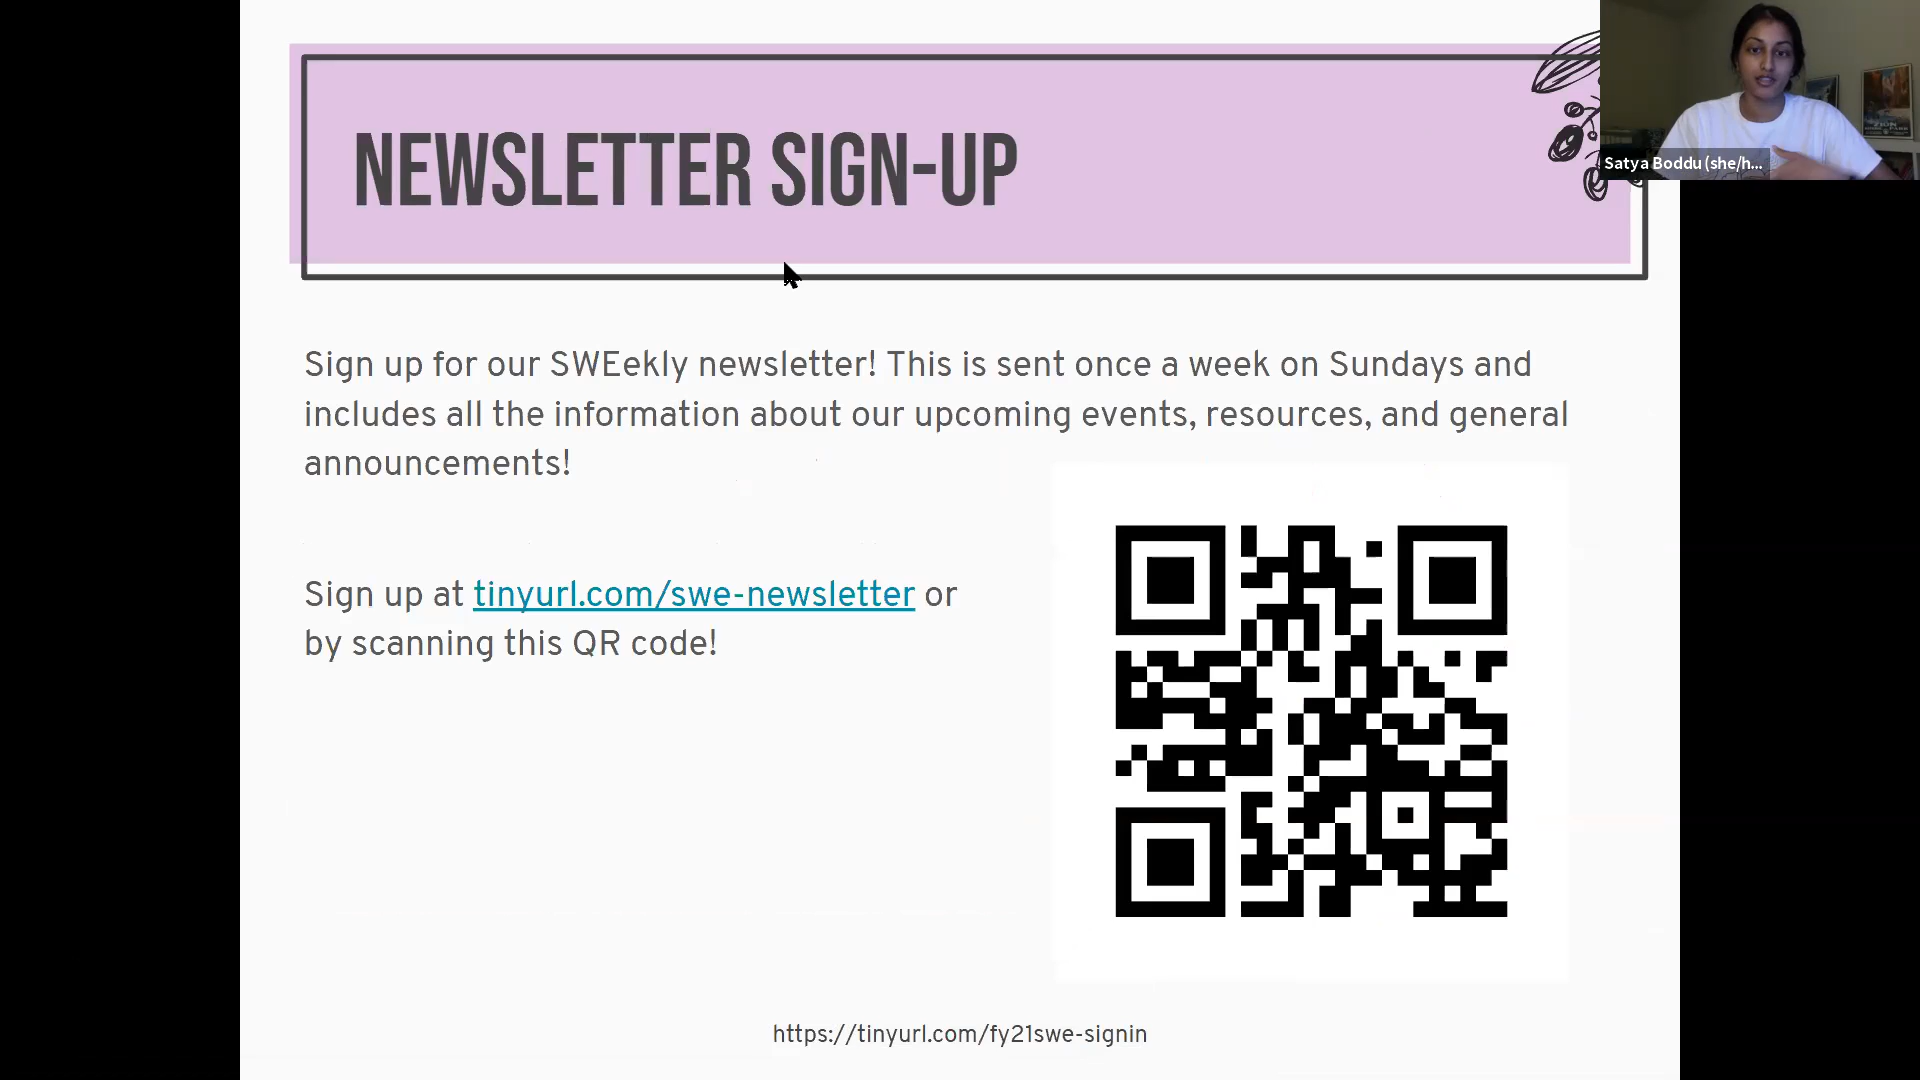 NEWSLETTER SIGN-UP
Satya Boddu (she/h...
ZION
Sign up for our SWEekly newsletter! This is sent once a week on Sundays and
includes all the information about our upcoming events, resources, and general
announcements!
Sign up at tinyurl.com/swe-newsletter or
by scanning this QR code!
https://tinyurl.com/fy21swe-signin